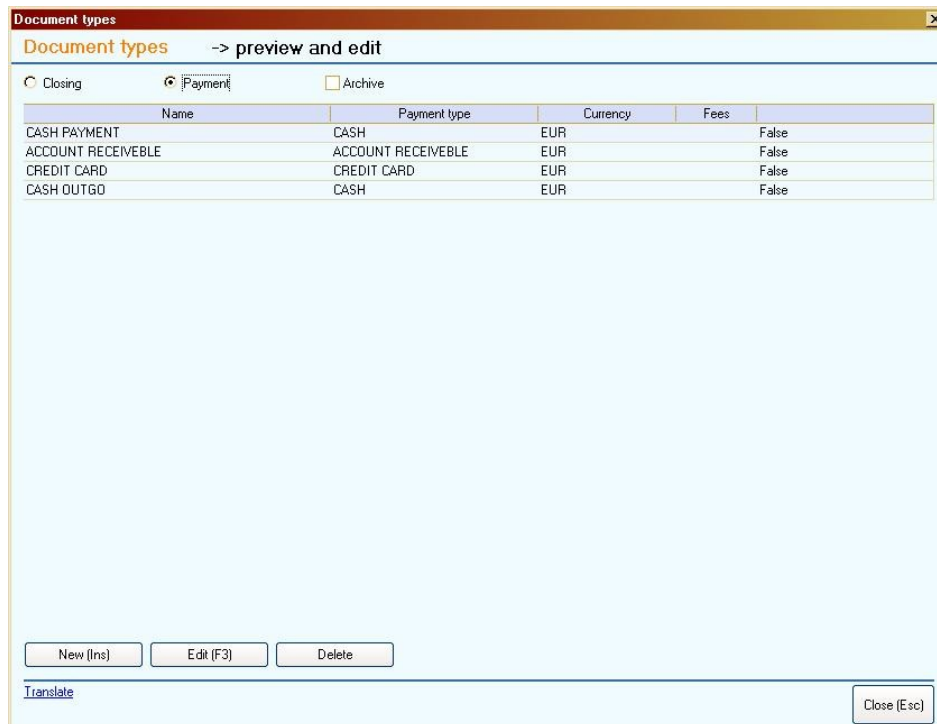 Document types
Document types -> preview and edit
Closing Payment Archive
Name Payment type Currency Fees
CASH PAYMENT CASH EUR False
ACCOUNT RECEIVEBLE ACCOUNT RECEIVEBLE EUR False
CREDIT CARD CREDIT CARD EUR False
CASH OUTGO CASH EUR False
New (Ins) Edit (F3) Delete
Translate
Close (Esc)